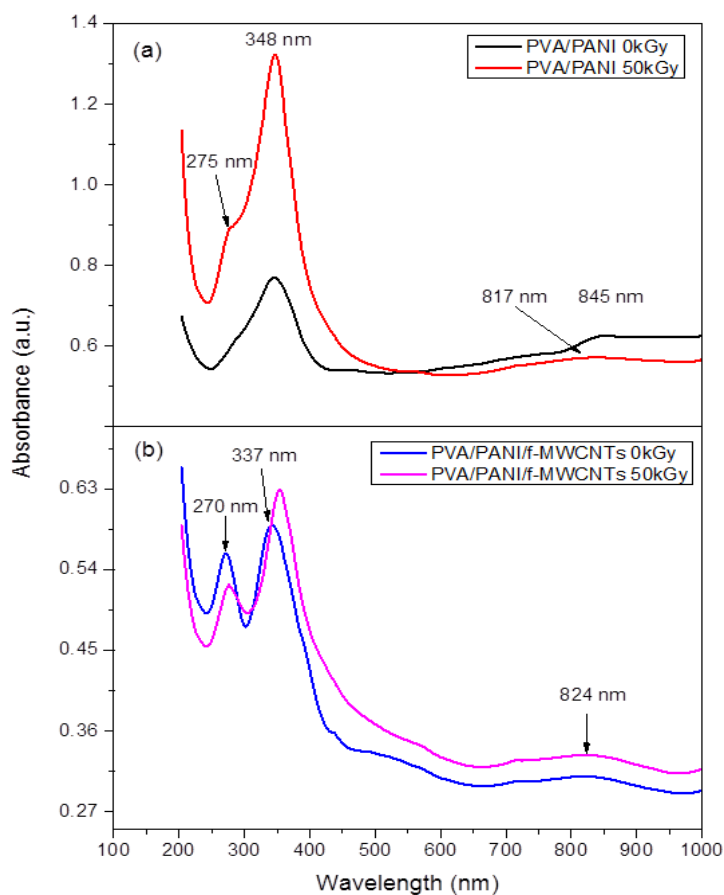 1.4
(a)
348 nm
PVA/PANI 0kGy
PVA/PANI 50kGy
1.2
275 nm
1.0
0.8
817 nm 845 nm
0.6
Absorbance (a.u.)
(b)
337 nm
PVA/PANI/f-MWCNTs 0kGy
PVA/PANI/f-MWCNTs 50kGy
0.63
270 nm
0.54
0.45
824 nm
0.36
0.27
100 200 300 400 500 600 700 800 900 1000
Wavelength (nm)